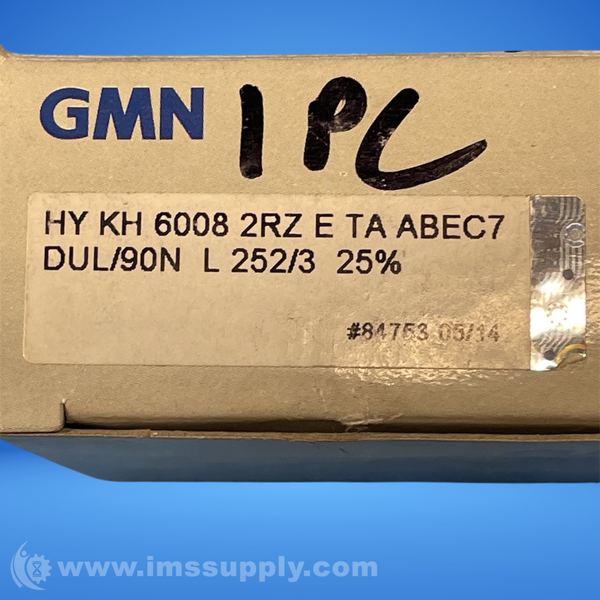 GMN
1 PC
HY KH 6008 2RZ E TA ABEC7
DUL/90N L 252/3 25%
#84753 05/14
www.imssupply.com